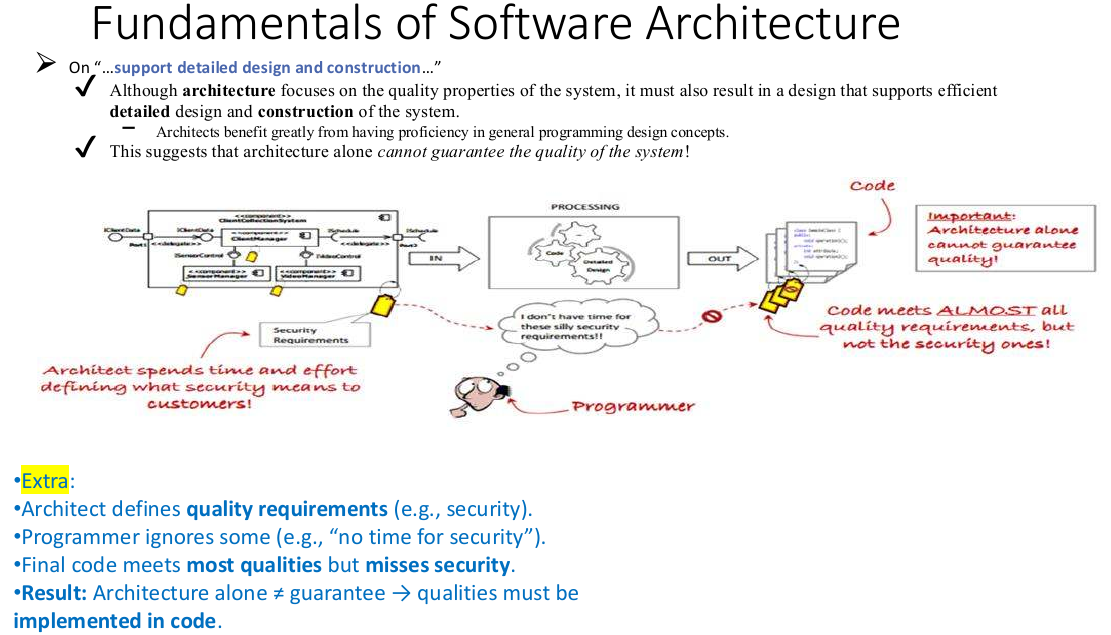 Fundamentals of Software Architecture
➢ On “…support detailed design and construction…”
✓ Although architecture focuses on the quality properties of the system, it must also result in a design that supports efficient
detailed design and construction of the system.
– Architects benefit greatly from having proficiency in general programming design concepts.
✓ This suggests that architecture alone cannot guarantee the quality of the system!
Code
PROCESSING
Important:
Architecture alone
cannot guarantee
quality!
<<component>>
ClientCollectionSystem
IClientData
IClientData
<<component>>
ClientManager
ISchedule
ISchedule
Port1
<<delegate>>
<<delegate>>
Port2
ISensorControl
IVideoControl
<<component>>
SensorManager
<<component>>
VideoManager
IN
Code
Detailed
Design
OUT
Security
Requirements
I don't have time for
these silly security
requirements!!
Code meets ALMOST all
quality requirements, but
not the security ones!
Architect spends time and effort
defining what security means to
customers!
Programmer
•Extra:
•Architect defines quality requirements (e.g., security).
•Programmer ignores some (e.g., “no time for security”).
•Final code meets most qualities but misses security.
•Result: Architecture alone ≠ guarantee → qualities must be
implemented in code.